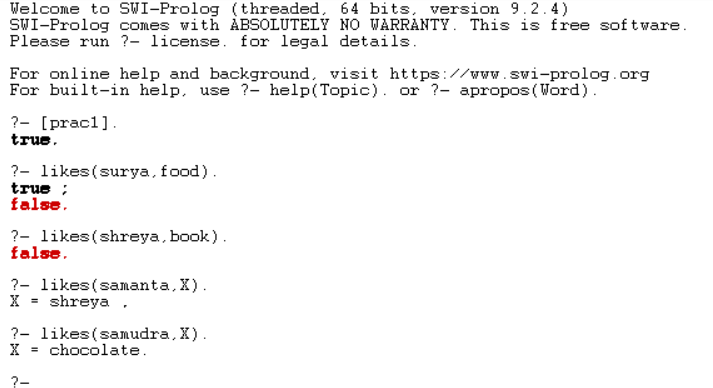 Welcome to SWI-Prolog (threaded, 64 bits, version 9.2.4)
SWI-Prolog comes with ABSOLUTELY NO WARRANTY. This is free software.
Please run ?- license. for legal details.
For online help and background, visit https://www.swi-prolog.org
For built-in help, use ?- help(Topic). or ?- apropos(Word).
?- [prac1].
true.
?- likes(surya,food).
true ;
false.
?- likes(shreya,book).
false.
?- likes(samanta,X).
X = shreya .
?- likes(samudra,X).
X = chocolate.
?-